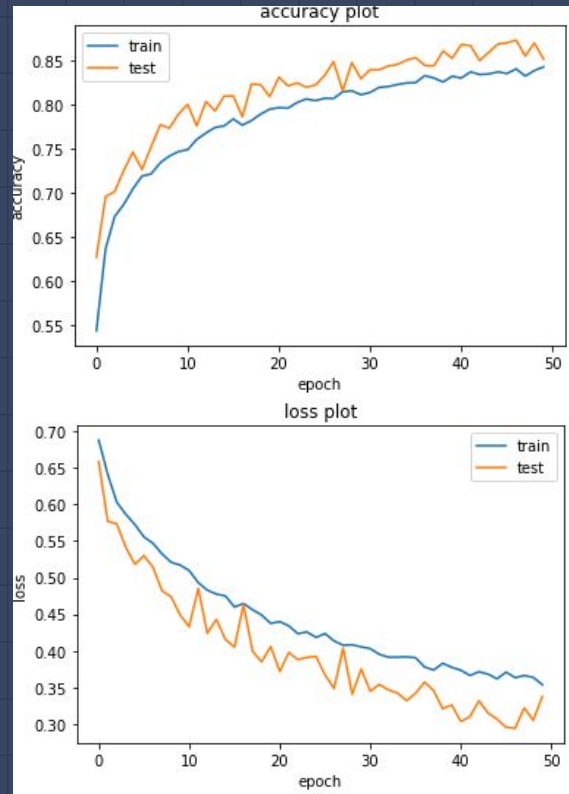 accuracy plot
train
test
0.85
0.80
0.75
0.70
0.65
0.60
0.55
accuracy
0 10 20 30 40 50
epoch
loss plot
0.70
train
test
0.65
0.60
0.55
0.50
0.45
0.40
0.35
0.30
loss
0 10 20 30 40 50
epoch